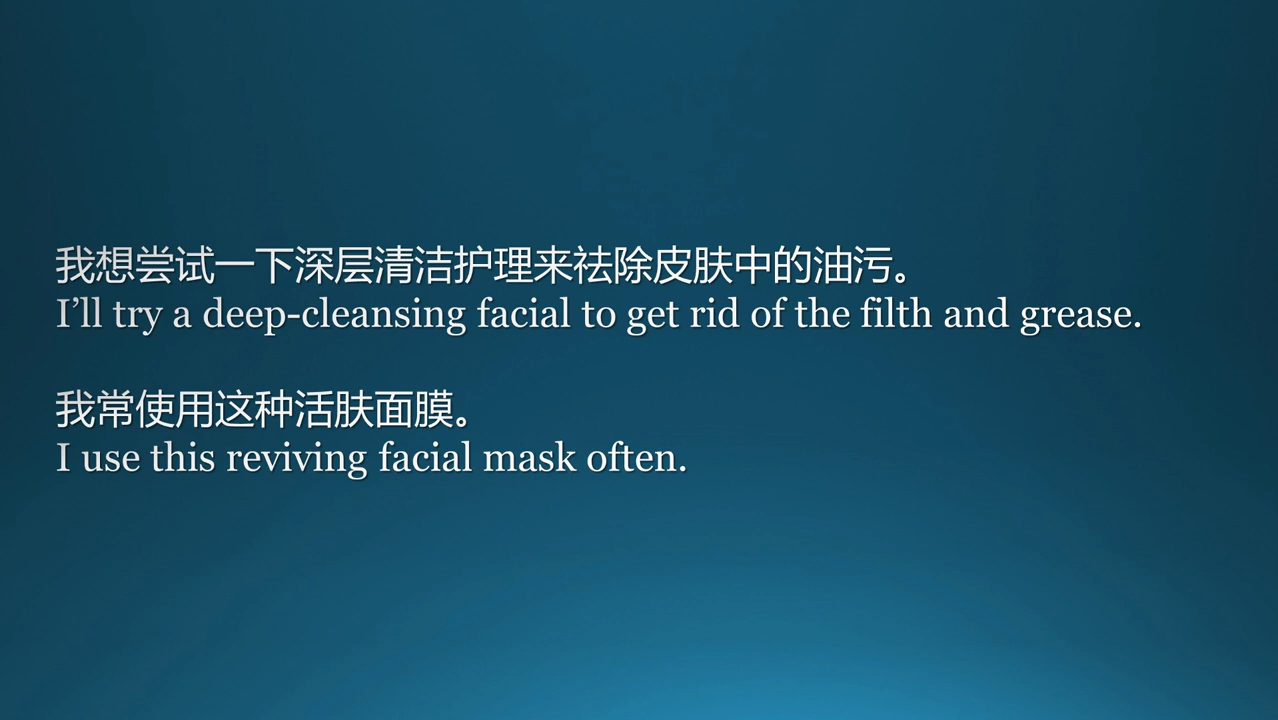 我想尝试一下深层清洁护理来祛除皮肤中的油污。
I’ll try a deep-cleansing facial to get rid of the filth and grease.
我常使用这种活肤面膜。
I use this reviving facial mask often.